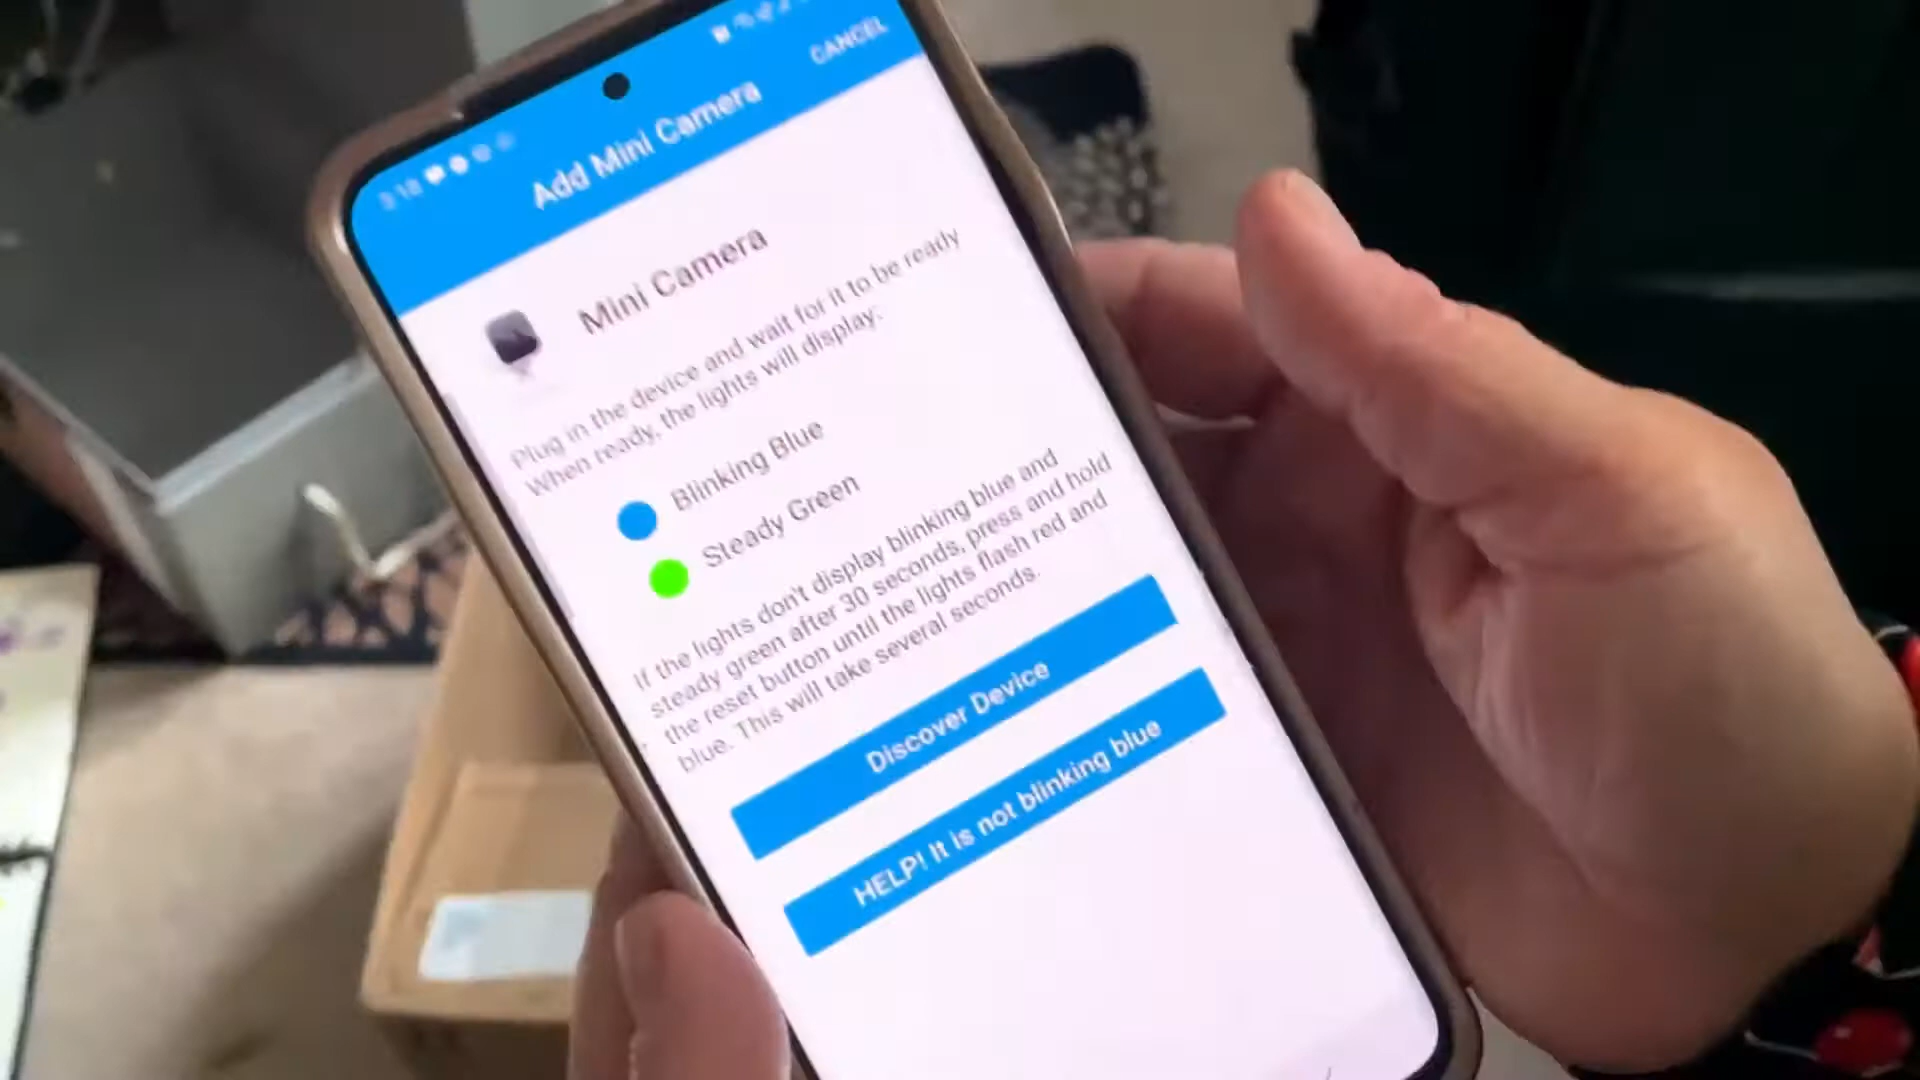 CANCEL
Add Mini Camera
Mini Camera
Plug in the device and wait for it to be ready
When ready, the lights will display:
Blinking Blue
Steady Green
If the lights don't display blinking blue and
steady green after 30 seconds, press and hold
the reset button until the lights flash red and
blue. This will take several seconds.
Discover Device
HELP! It is not blinking blue